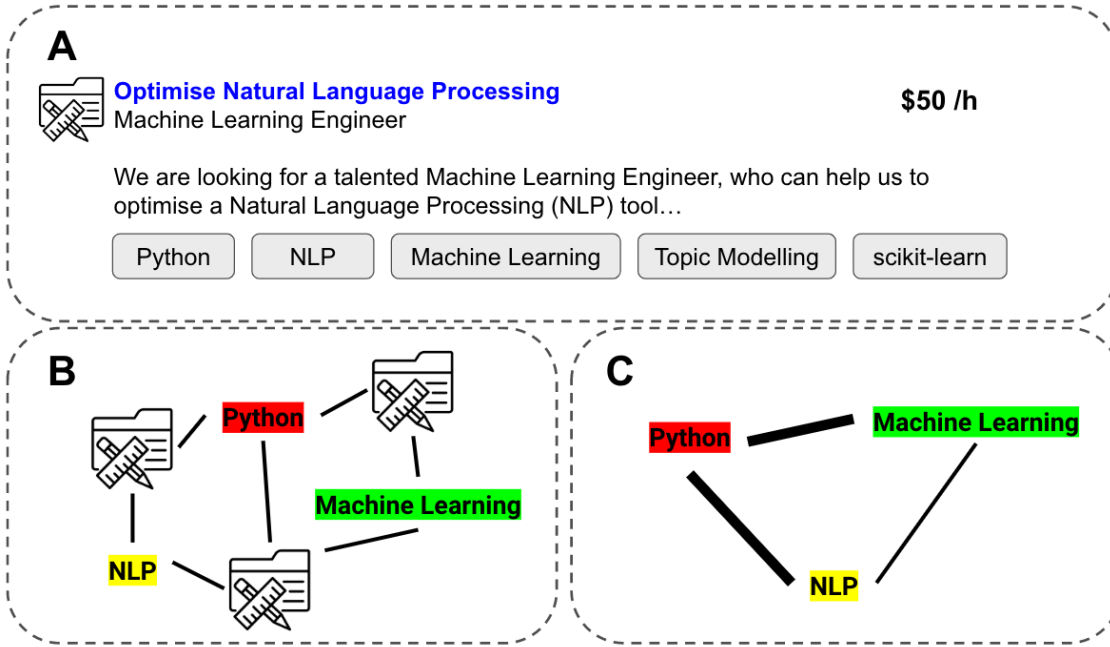 A
Optimise Natural Language Processing
$50 /h
Machine Learning Engineer
We are looking for a talented Machine Learning Engineer, who can help us to
optimise a Natural Language Processing (NLP) tool…
Python
NLP
Machine Learning
Topic Modelling
scikit-learn
B
Python
Machine Learning
NLP
C
Python
Machine Learning
NLP